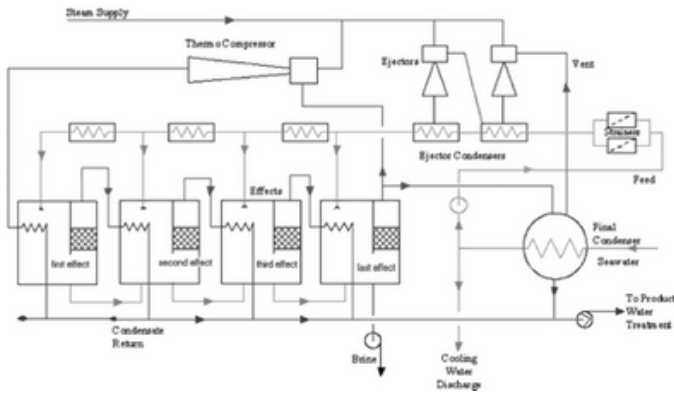 Steam Supply
Thermo Compressor
Ejectors
Vent
Strainers
Ejector Condensers
Feed
Effects
Final
Condenser
Seawater
first effect
second effect
third effect
last effect
To Product
Water
Treatment
Condensate
Return
Brine
Cooling
Water
Discharge